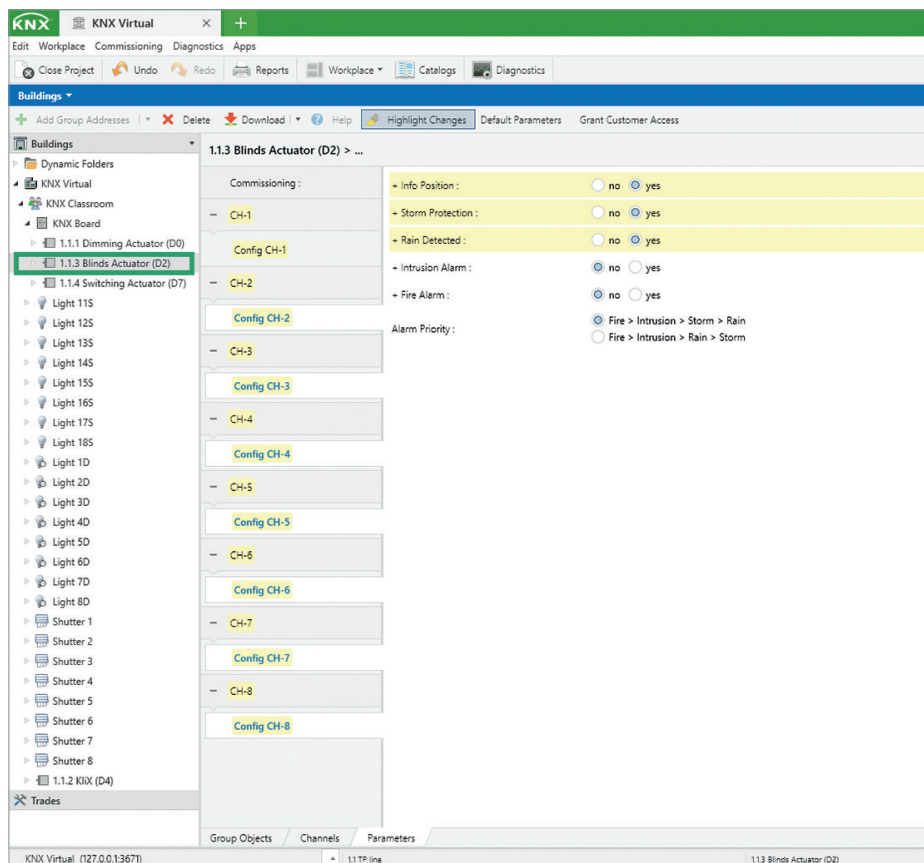 KNX KNX Virtual × +
Edit Workplace Commissioning Diagnostics Apps
Close Project Undo Redo Reports Workplace Catalogs Diagnostics
Buildings
Add Group Addresses Delete Download Help Highlight Changes Default Parameters Grant Customer Access
Buildings
Dynamic Folders
KNX Virtual
KNX Classroom
KNX Board
1.1.1 Dimming Actuator (D0)
1.1.3 Blinds Actuator (D2)
1.1.4 Switching Actuator (D7)
Light 11S
Light 12S
Light 13S
Light 14S
Light 15S
Light 16S
Light 17S
Light 18S
Light 1D
Light 2D
Light 3D
Light 4D
Light 5D
Light 6D
Light 7D
Light 8D
Shutter 1
Shutter 2
Shutter 3
Shutter 4
Shutter 5
Shutter 6
Shutter 7
Shutter 8
1.1.2 KliX (D4)
Trades
1.1.3 Blinds Actuator (D2) > ...
Commissioning :
− CH-1
Config CH-1
− CH-2
Config CH-2
− CH-3
Config CH-3
− CH-4
Config CH-4
− CH-5
Config CH-5
− CH-6
Config CH-6
− CH-7
Config CH-7
− CH-8
Config CH-8
+ Info Position : no yes
+ Storm Protection : no yes
+ Rain Detected : no yes
+ Intrusion Alarm : no yes
+ Fire Alarm : no yes
Alarm Priority : Fire > Intrusion > Storm > Rain
Fire > Intrusion > Rain > Storm
Group Objects Channels Parameters
KNX Virtual (127.0.0.1:3671) 1.1 TP line 1.1.3 Blinds Actuator (D2)